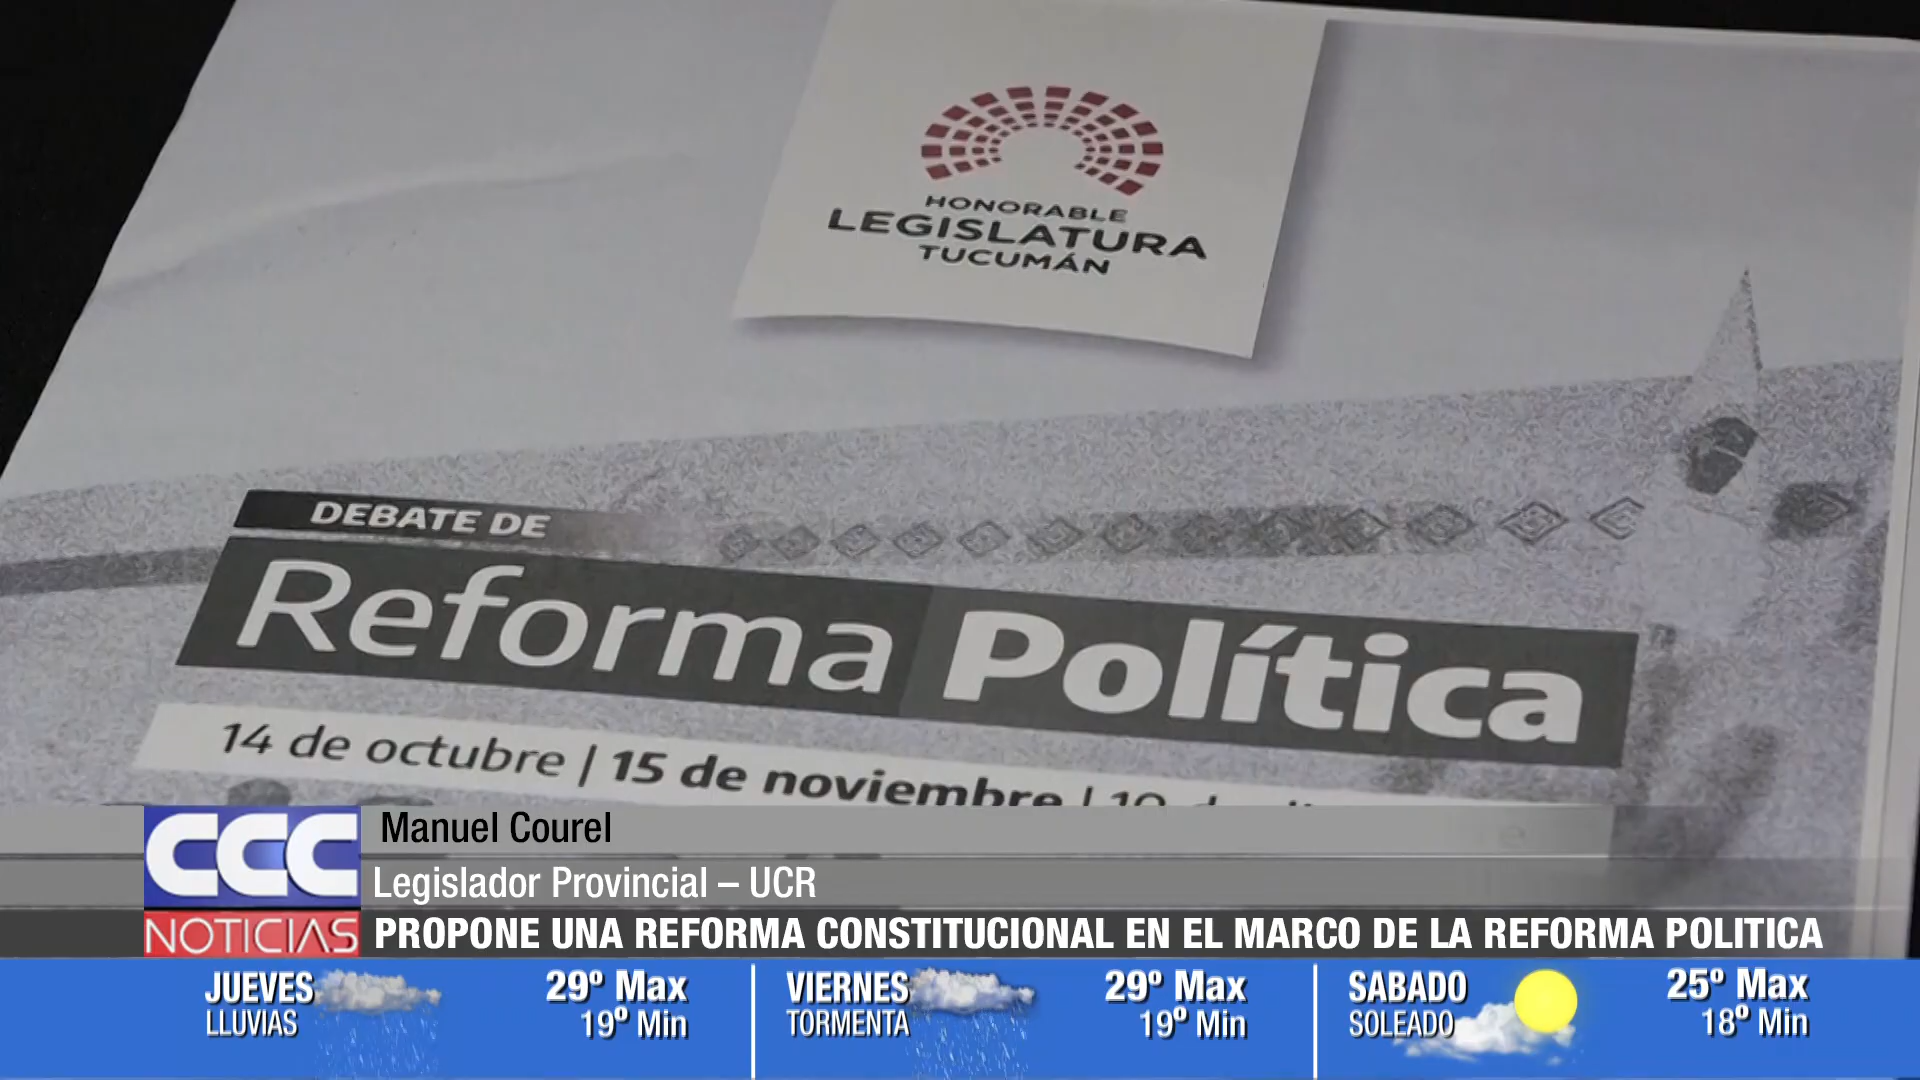 HONORABLE
LEGISLATURA
TUCUMÁN
DEBATE DE
Reforma Política
14 de octubre | 15 de noviembre |
Manuel Courel
Legislador Provincial – UCR
CCC
NOTICIAS
PROPONE UNA REFORMA CONSTITUCIONAL EN EL MARCO DE LA REFORMA POLITICA
JUEVES
LLUVIAS
29º Max
19º Min
VIERNES
TORMENTA
29º Max
19º Min
SABADO
SOLEADO
25º Max
18º Min